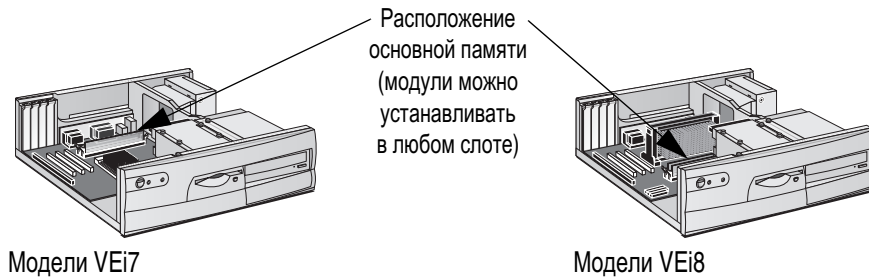 Расположение
основной памяти
(модули можно
устанавливать
в любом слоте)
Модели VEi7
Модели VEi8